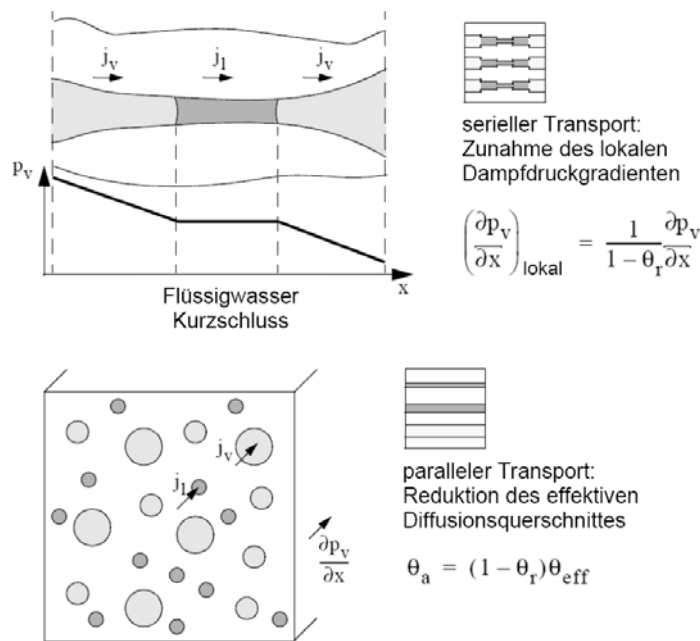 j_v
j_l
j_v
p_v
x
Flüssigwasser
Kurzschluss
serieller Transport:
Zunahme des lokalen
Dampfdruckgradienten
(∂p_v/∂x)_lokal = 1/(1 – θ_r) ∂p_v/∂x
j_v
j_l
∂p_v/∂x
paralleler Transport:
Reduktion des effektiven
Diffusionsquerschnittes
θ_a = (1 – θ_r)θ_eff